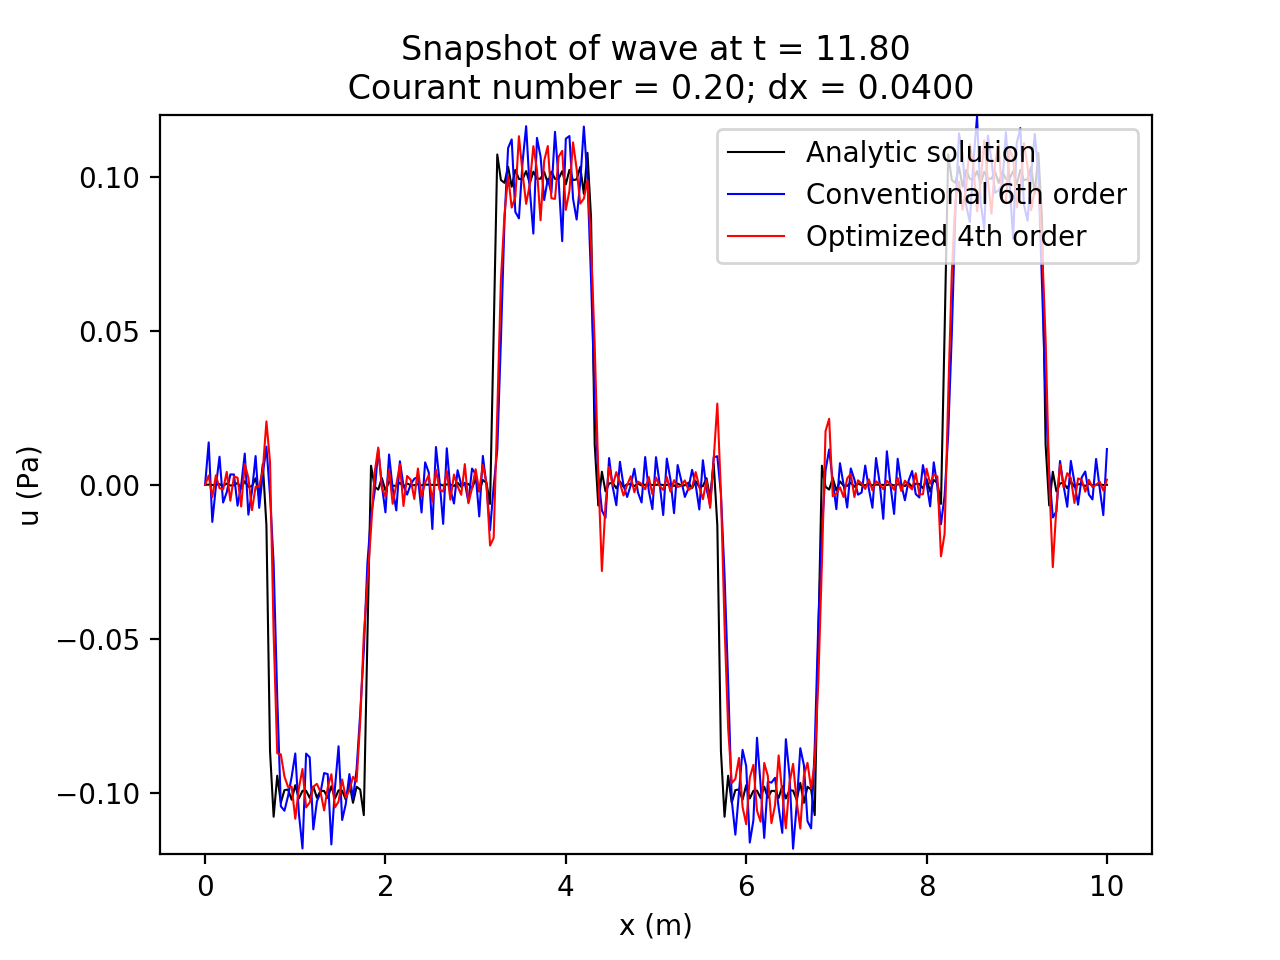 Snapshot of wave at t = 11.80
Courant number = 0.20; dx = 0.0400
Analytic solution
Conventional 6th order
Optimized 4th order
u (Pa)
0.10
0.05
0.00
−0.05
−0.10
0 2 4 6 8 10
x (m)